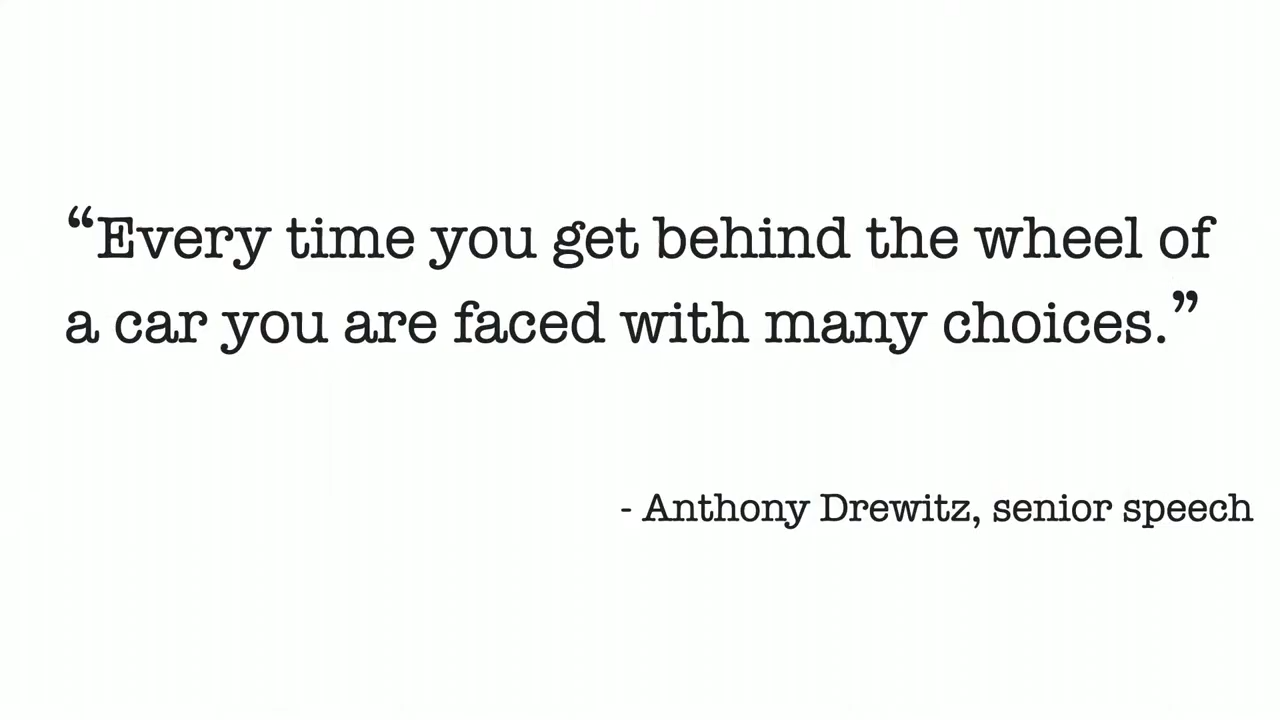 “Every time you get behind the wheel of
a car you are faced with many choices.”
- Anthony Drewitz, senior speech